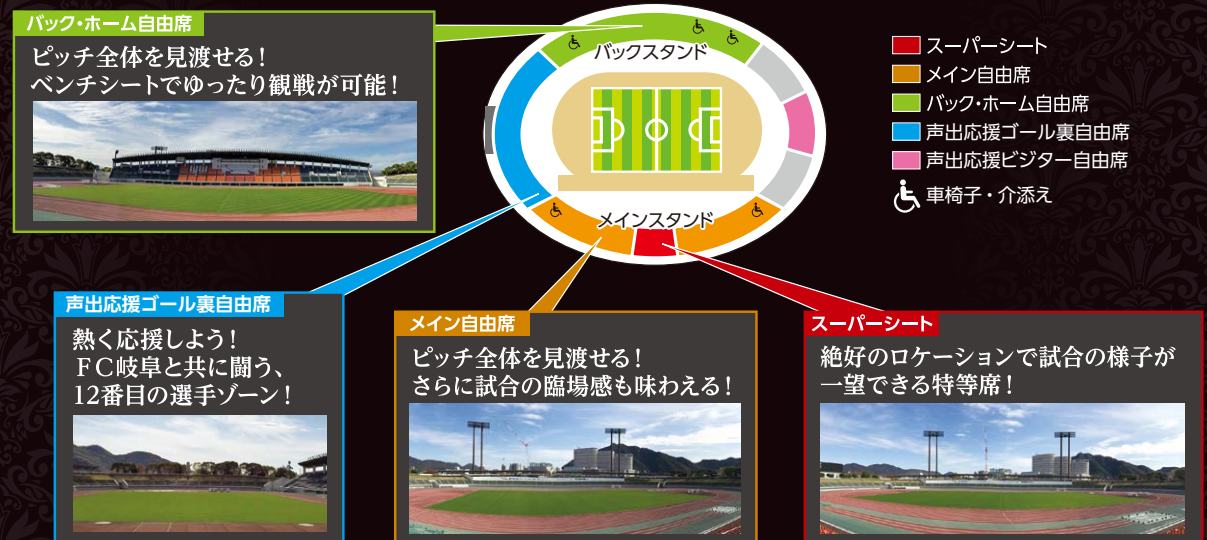 バック・ホーム自由席
ピッチ全体を見渡せる！
ベンチシートでゆったり観戦が可能！
バックスタンド
メインスタンド
スーパーシート
メイン自由席
バック・ホーム自由席
声出応援ゴール裏自由席
声出応援ビジター自由席
車椅子・介添え
声出応援ゴール裏自由席
熱く応援しよう！
ＦＣ岐阜と共に闘う、
12番目の選手ゾーン！
メイン自由席
ピッチ全体を見渡せる！
さらに試合の臨場感も味わえる！
スーパーシート
絶好のロケーションで試合の様子が
一望できる特等席！